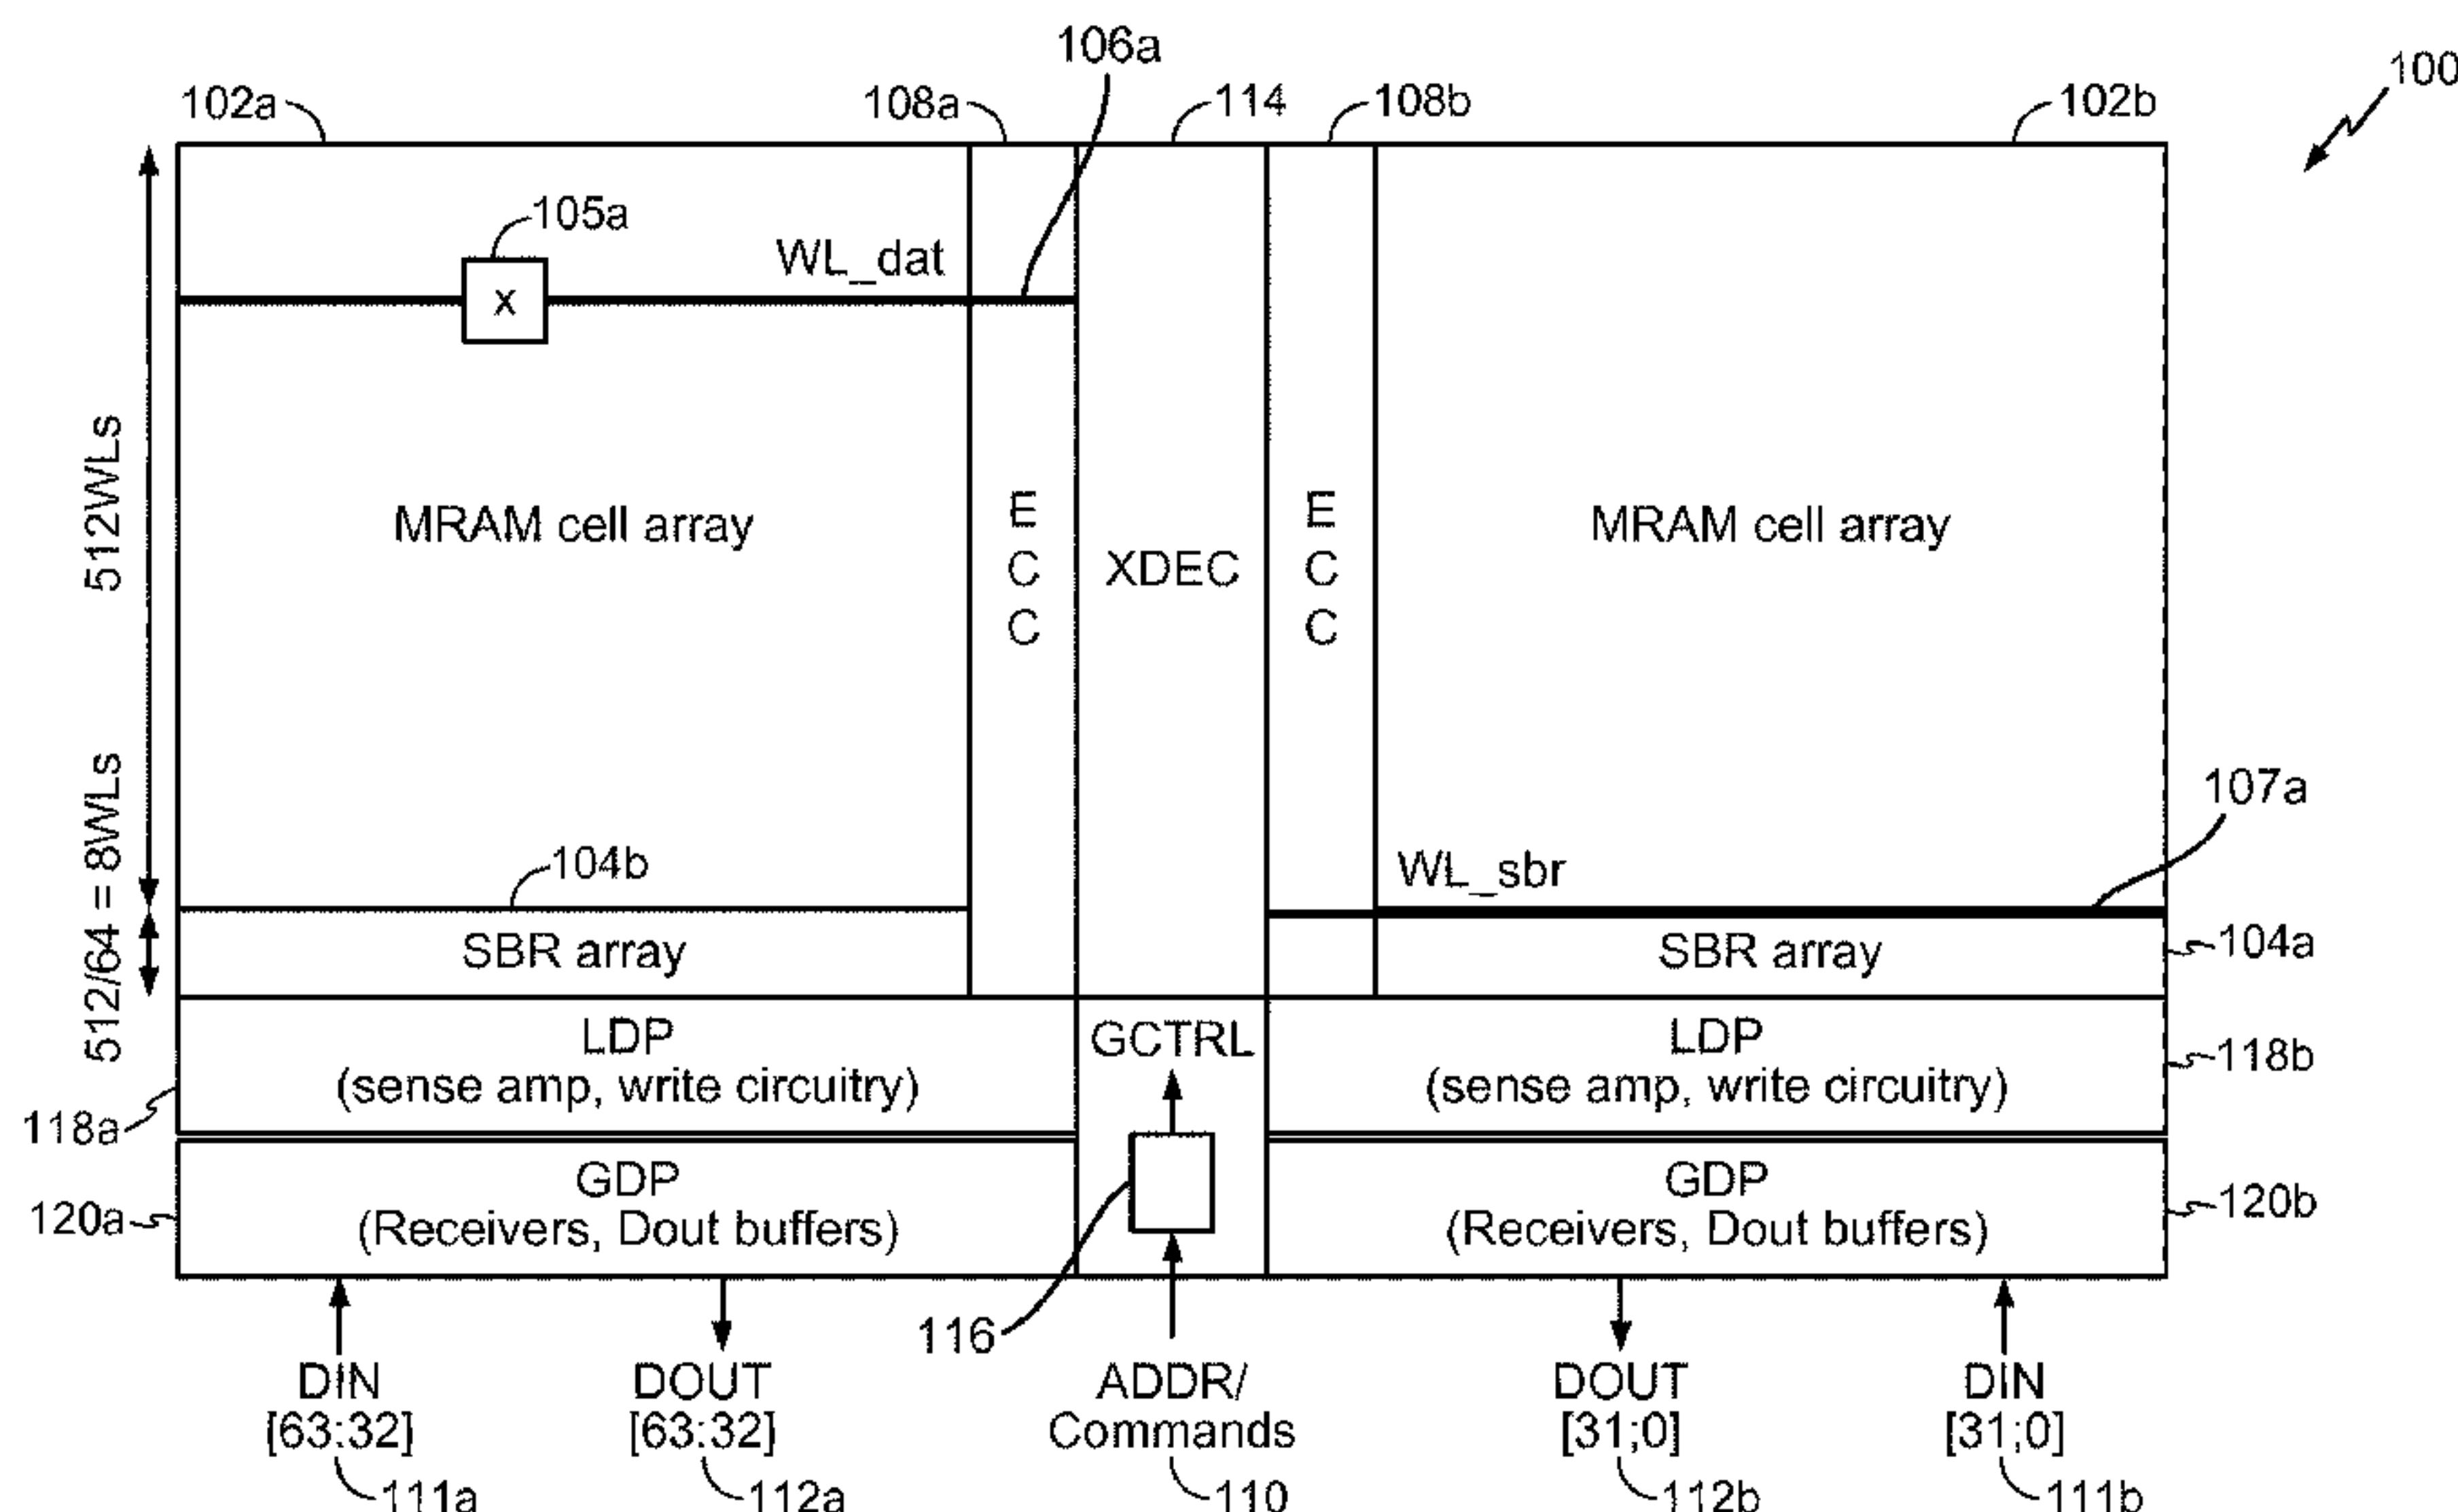 106a
100
102a
108a
114
108b
102b
105a
WL_dat
x
512WLs
MRAM cell array
E
C
C
XDEC
E
C
C
MRAM cell array
107a
512/64 = 8WLs
104b
WL_sbr
SBR array
SBR array
104a
LDP
(sense amp, write circuitry)
GCTRL
LDP
(sense amp, write circuitry)
118b
118a
GDP
(Receivers, Dout buffers)
GDP
(Receivers, Dout buffers)
120a
120b
116
DIN
[63:32]
DOUT
[63:32]
ADDR/
Commands
DOUT
[31;0]
DIN
[31;0]
111a
112a
110
112b
111b